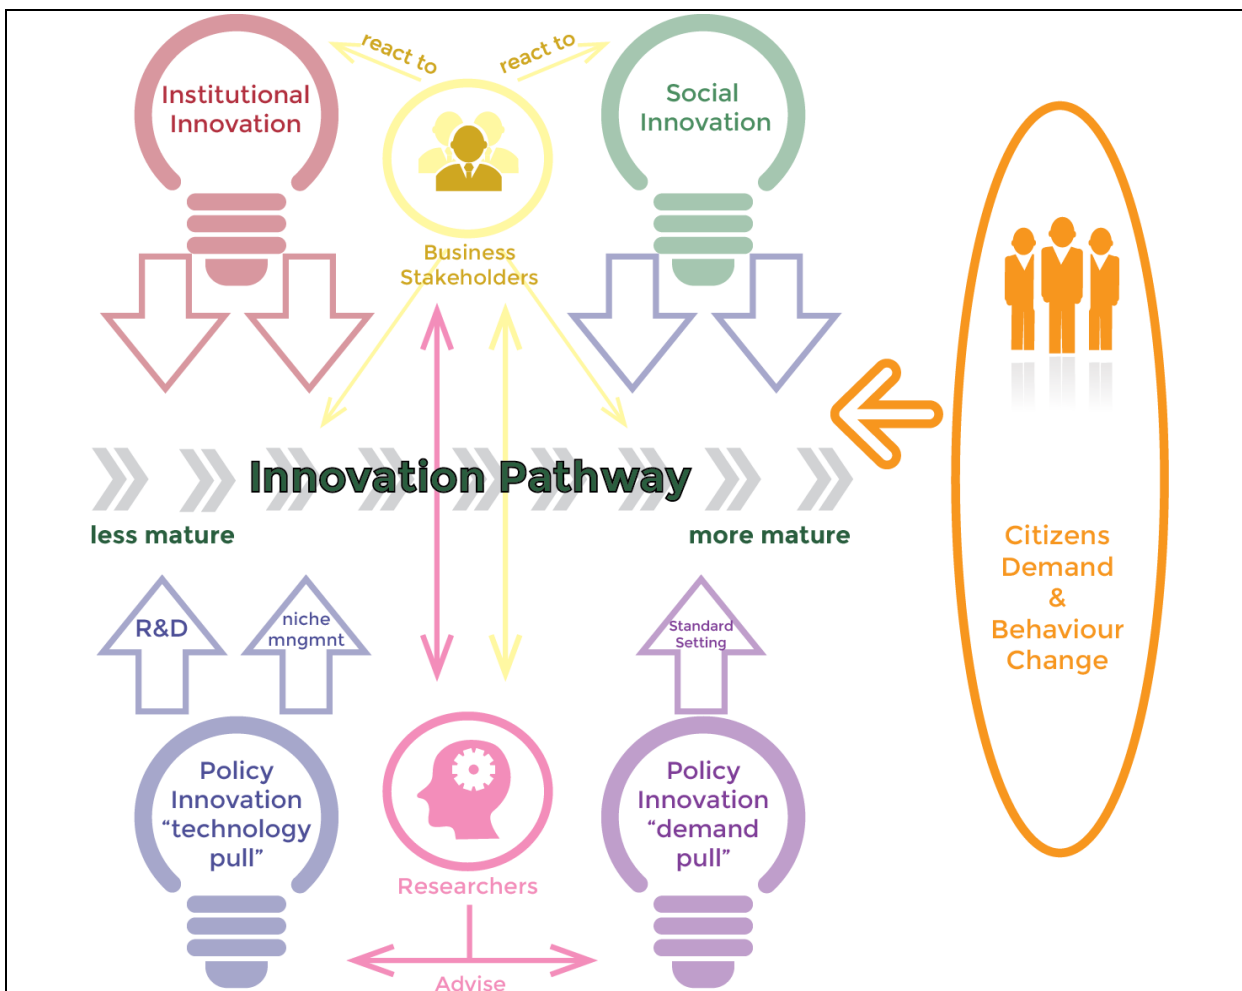 react to
react to
Institutional
Innovation
Social
Innovation
Business
Stakeholders
Innovation Pathway
less mature
more mature
Citizens
Demand
&
Behaviour
Change
R&D
niche
mngmnt
Standard
Setting
Policy
Innovation
“technology
pull”
Researchers
Policy
Innovation
“demand
pull”
Advise